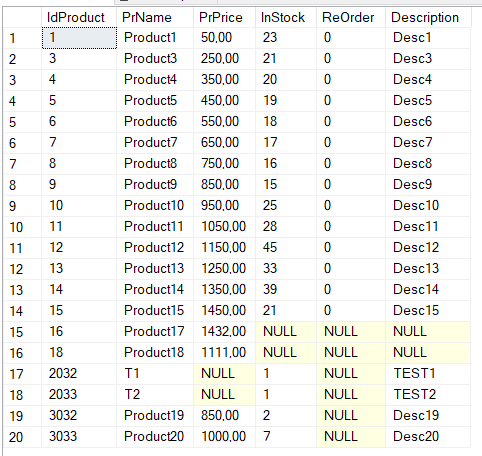 IdProduct PrName PrPrice InStock ReOrder Description
1 1 Product1 50,00 23 0 Desc1
2 3 Product3 250,00 21 0 Desc3
3 4 Product4 350,00 20 0 Desc4
4 5 Product5 450,00 19 0 Desc5
5 6 Product6 550,00 18 0 Desc6
6 7 Product7 650,00 17 0 Desc7
7 8 Product8 750,00 16 0 Desc8
8 9 Product9 850,00 15 0 Desc9
9 10 Product10 950,00 25 0 Desc10
10 11 Product11 1050,00 28 0 Desc11
11 12 Product12 1150,00 45 0 Desc12
12 13 Product13 1250,00 33 0 Desc13
13 14 Product14 1350,00 39 0 Desc14
14 15 Product15 1450,00 21 0 Desc15
15 16 Product17 1432,00 NULL NULL NULL
16 18 Product18 1111,00 NULL NULL NULL
17 2032 T1 NULL 1 NULL TEST1
18 2033 T2 NULL 1 NULL TEST2
19 3032 Product19 850,00 2 NULL Desc19
20 3033 Product20 1000,00 7 NULL Desc20